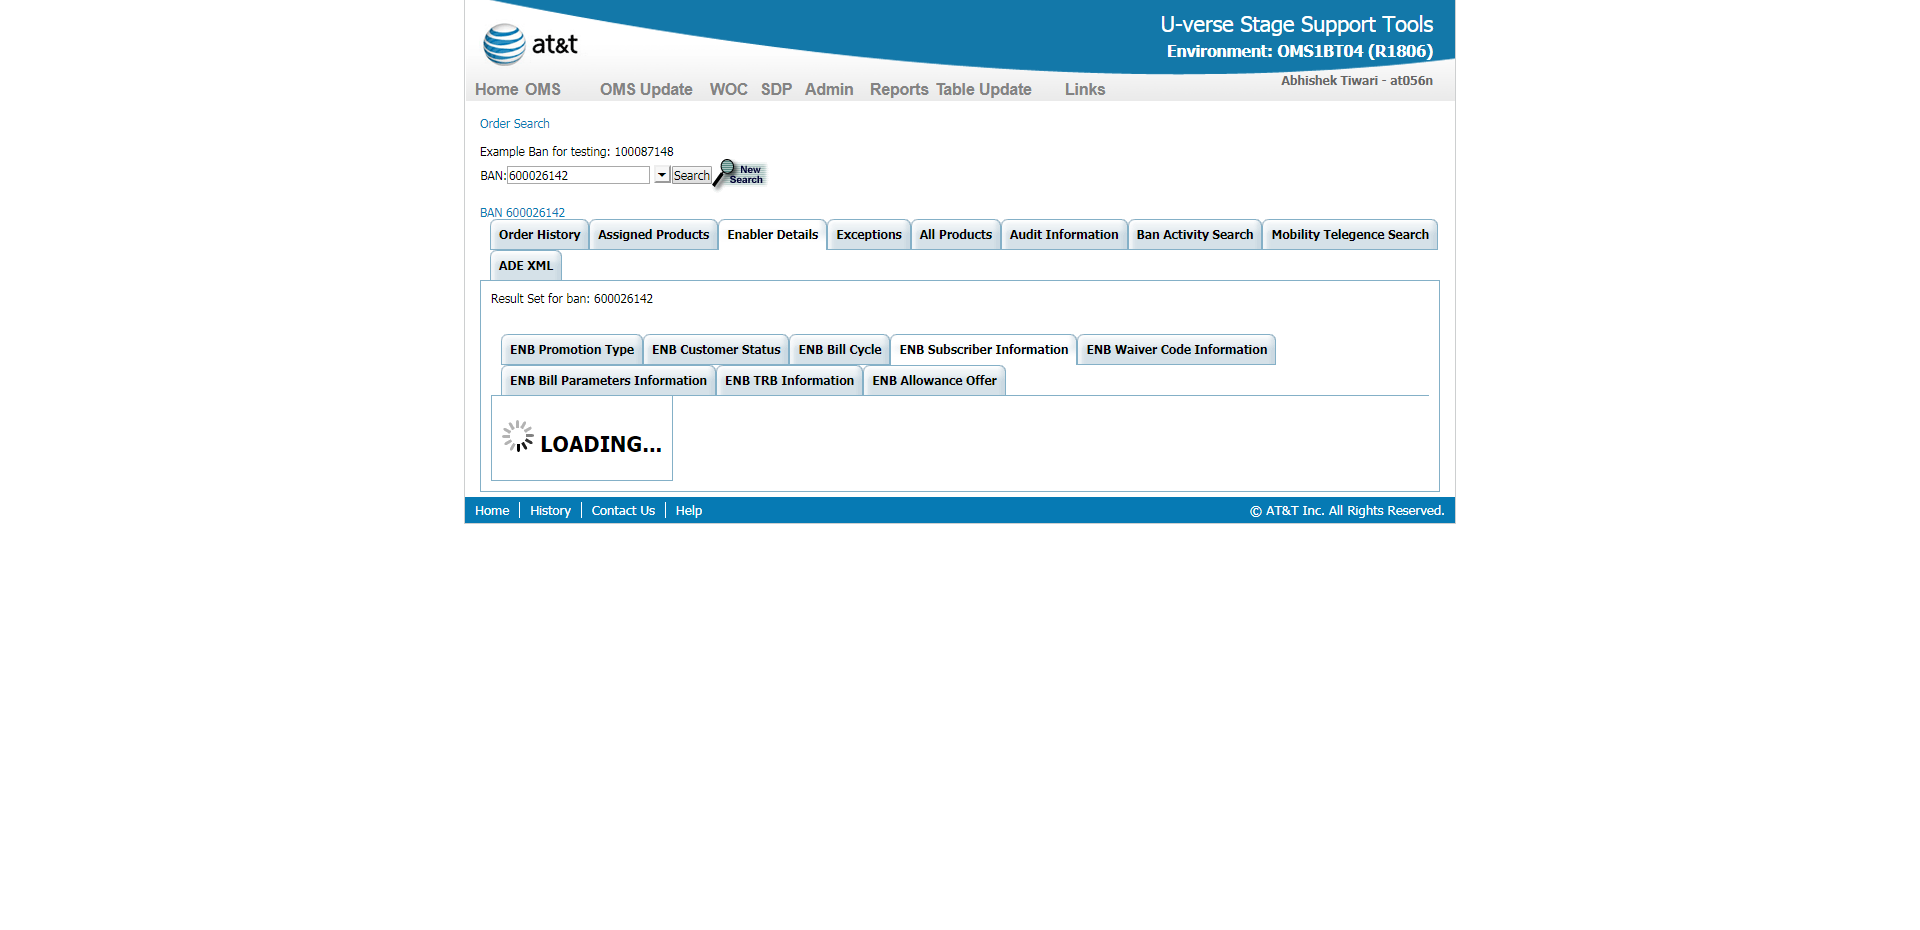 at&t
U-verse Stage Support Tools
Environment: OMS1BT04 (R1806)
Abhishek Tiwari - at056n
Home OMS OMS Update WOC SDP Admin Reports Table Update Links
Order Search
Example Ban for testing: 100087148
BAN: 600026142 Search New Search
BAN 600026142
Order History Assigned Products Enabler Details Exceptions All Products Audit Information Ban Activity Search Mobility Telegence Search
ADE XML
Result Set for ban: 600026142
ENB Promotion Type ENB Customer Status ENB Bill Cycle ENB Subscriber Information ENB Waiver Code Information
ENB Bill Parameters Information ENB TRB Information ENB Allowance Offer
LOADING...
Home History Contact Us Help © AT&T Inc. All Rights Reserved.